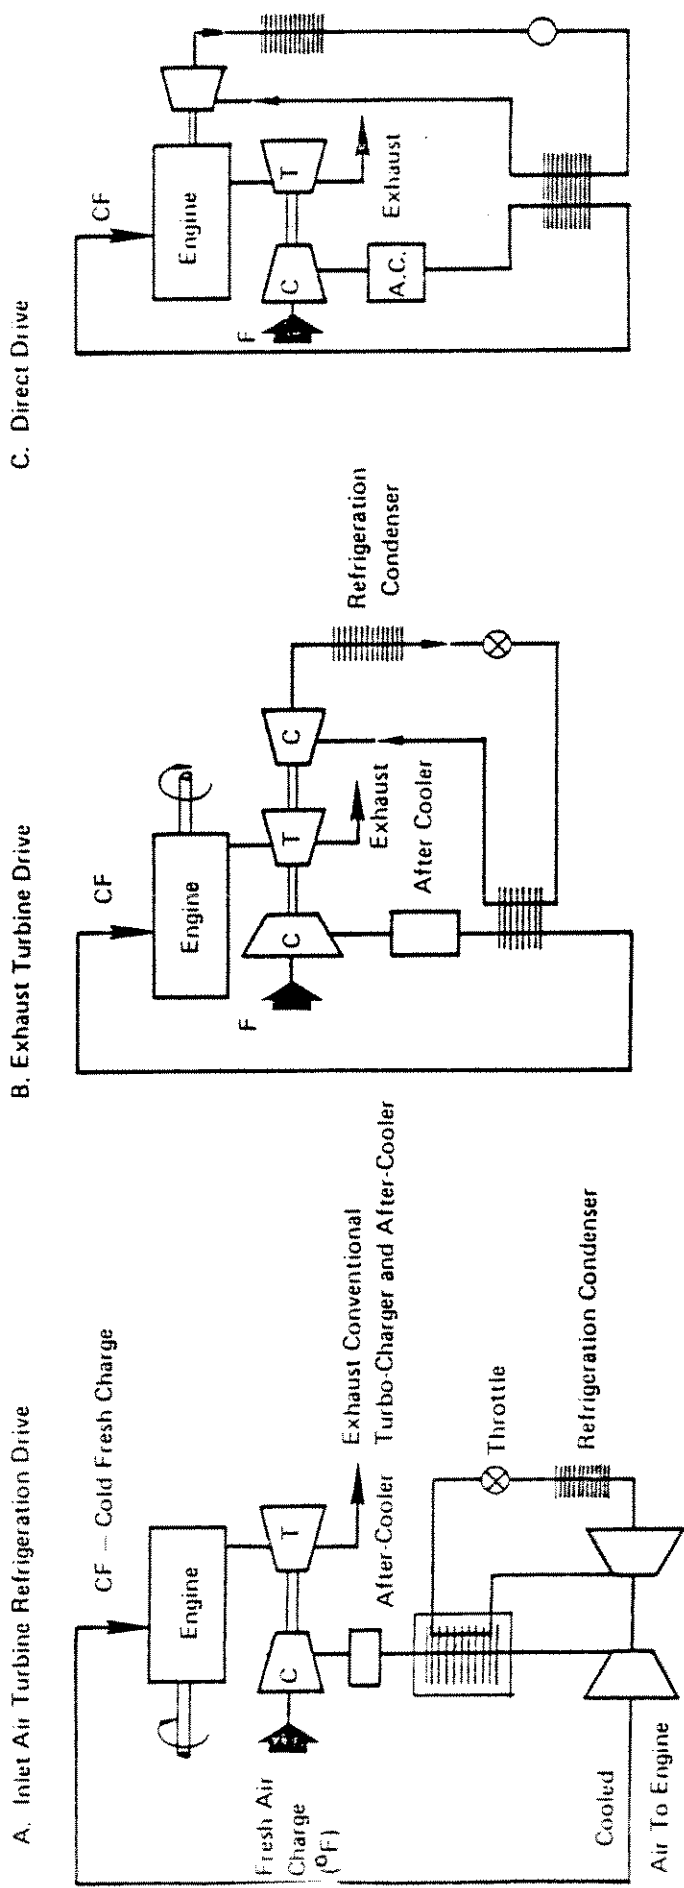 A. Inlet Air Turbine Refrigeration Drive
CF – Cold Fresh Charge
Engine
C
T
Fresh Air
Charge
(°F)
After-Cooler
Exhaust Conventional
Turbo-Charger and After-Cooler
Throttle
Refrigeration Condenser
Cooled
Air To Engine
B. Exhaust Turbine Drive
CF
Engine
F
C
T
C
Exhaust
After Cooler
Refrigeration
Condenser
C. Direct Drive
CF
Engine
F
C
T
A.C.
Exhaust